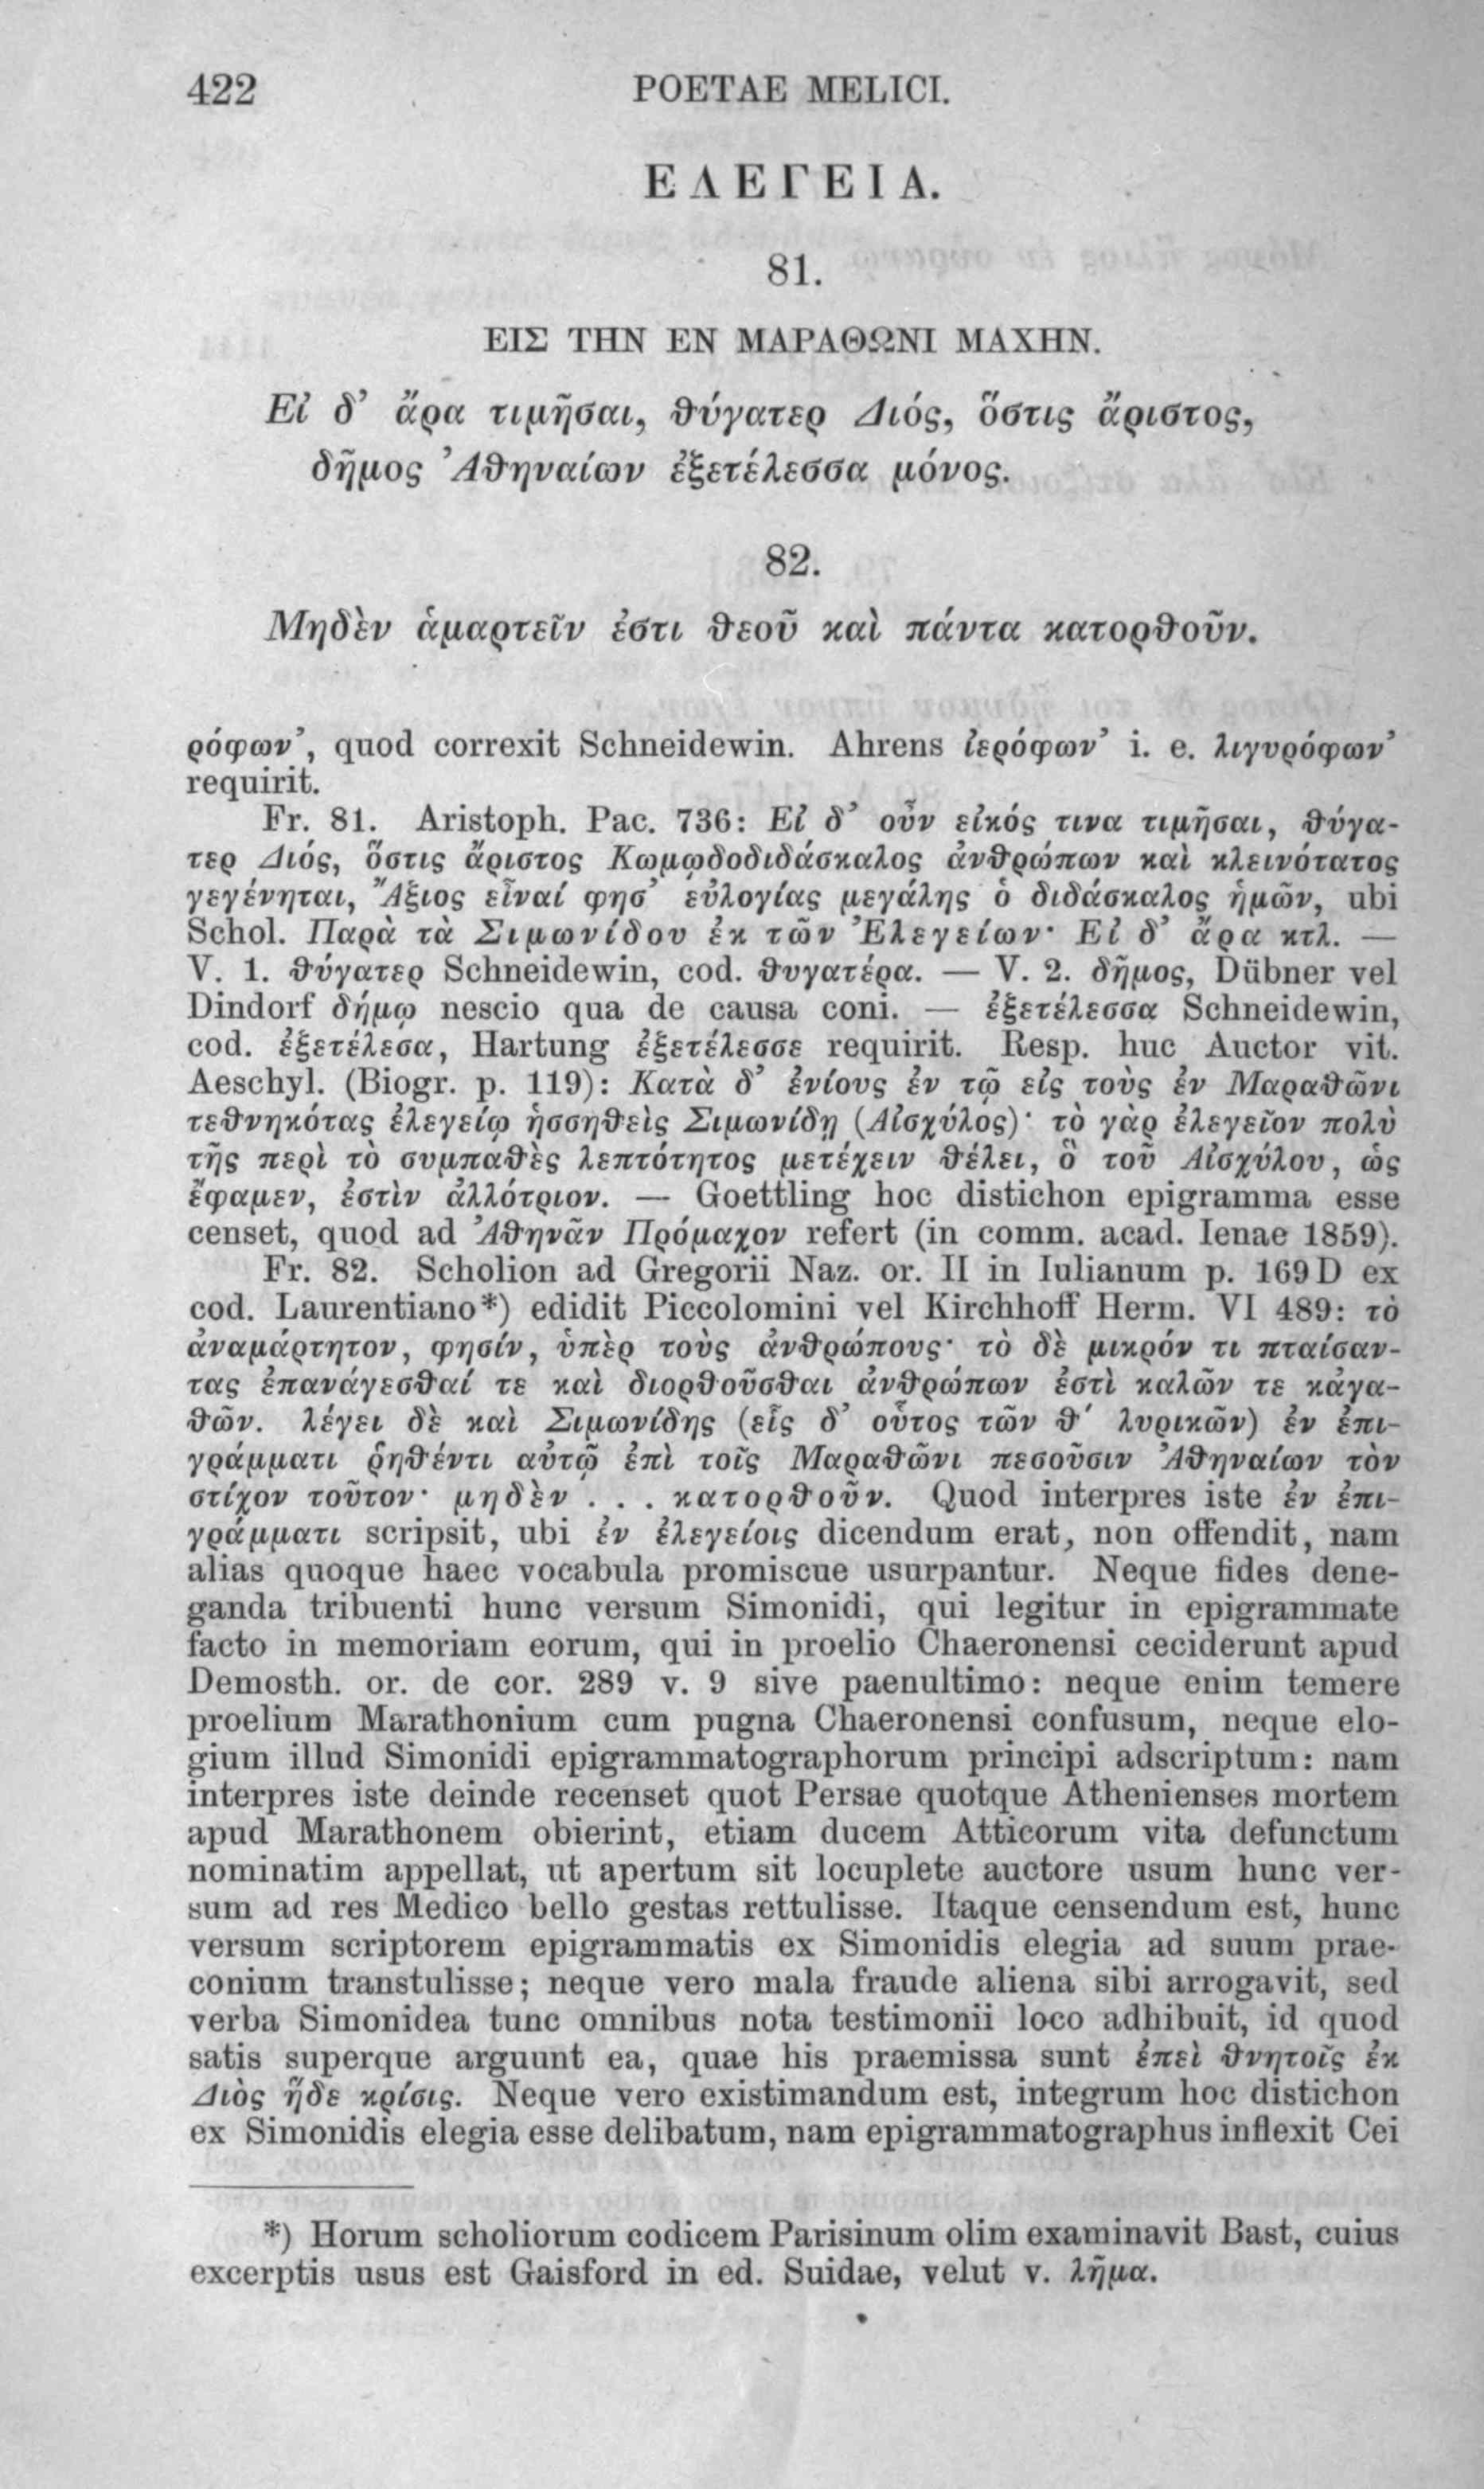 422 POETAE MELICI.
ΕΛΕΓΕΙΑ.
81.
ΕΙΣ ΤΗΝ ΕΝ ΜΑΡΑΘΩΝΙ ΜΑΧΗΝ.
Εἰ δ’ ἄρα τιμῆσαι, θύγατερ Διός, ὅστις ἄριστος,
δῆμος Ἀθηναίων ἐξετέλεσσα μόνος.
82.
Μηδὲν ἁμαρτεῖν ἐστι θεοῦ καὶ πάντα κατορθοῦν.
ρόφων’, quod correxit Schneidewin. Ahrens ἱερόφων’ i. e. λιγυρόφων’
requirit.
Fr. 81. Aristoph. Pac. 736: Εἰ δ’ οὖν εἰκός τινα τιμῆσαι, θύγα-
τερ Διός, ὅστις ἄριστος Κωμῳδοδιδάσκαλος ἀνθρώπων καὶ κλεινότατος
γεγένηται, Ἄξιος εἶναί φησ’ εὐλογίας μεγάλης ὁ διδάσκαλος ἡμῶν, ubi
Schol. Παρὰ τὰ Σιμωνίδου ἐκ τῶν Ἐλεγείων· Εἰ δ’ ἄρα κτλ. —
V. 1. θύγατερ Schneidewin, cod. θυγατέρα. — V. 2. δῆμος, Dübner vel
Dindorf δήμῳ nescio qua de causa coni. — ἐξετέλεσσα Schneidewin,
cod. ἐξετέλεσα, Hartung ἐξετέλεσσε requirit. Resp. huc Auctor vit.
Aeschyl. (Biogr. p. 119): Κατὰ δ’ ἐνίους ἐν τῷ εἰς τοὺς ἐν Μαραθῶνι
τεθνηκότας ἐλεγείῳ ἡσσηθεὶς Σιμωνίδῃ (Αἰσχύλος)· τὸ γὰρ ἐλεγεῖον πολὺ
τῆς περὶ τὸ συμπαθὲς λεπτότητος μετέχειν θέλει, ὃ τοῦ Αἰσχύλου, ὡς
ἔφαμεν, ἐστὶν ἀλλότριον. — Goettling hoc distichon epigramma esse
censet, quod ad Ἀθηνᾶν Πρόμαχον refert (in comm. acad. Ienae 1859).
Fr. 82. Scholion ad Gregorii Naz. or. II in Iulianum p. 169 D ex
cod. Laurentiano*) edidit Piccolomini vel Kirchhoff Herm. VI 489: τὸ
ἀναμάρτητον, φησίν, ὑπὲρ τοὺς ἀνθρώπους· τὸ δὲ μικρόν τι πταίσαν-
τας ἐπανάγεσθαί τε καὶ διορθοῦσθαι ἀνθρώπων ἐστὶ καλῶν τε κἀγα-
θῶν. λέγει δὲ καὶ Σιμωνίδης (εἷς δ’ οὗτος τῶν θ′ λυρικῶν) ἐν ἐπι-
γράμματι ῥηθέντι αὐτῷ ἐπὶ τοῖς Μαραθῶνι πεσοῦσιν Ἀθηναίων τὸν
στίχον τοῦτον· μηδὲν . . . κατορθοῦν. Quod interpres iste ἐν ἐπι-
γράμματι scripsit, ubi ἐν ἐλεγείοις dicendum erat, non offendit, nam
alias quoque haec vocabula promiscue usurpantur. Neque fides dene-
ganda tribuenti hunc versum Simonidi, qui legitur in epigrammate
facto in memoriam eorum, qui in proelio Chaeronensi ceciderunt apud
Demosth. or. de cor. 289 v. 9 sive paenultimo: neque enim temere
proelium Marathonium cum pugna Chaeronensi confusum, neque elo-
gium illud Simonidi epigrammatographorum principi adscriptum: nam
interpres iste deinde recenset quot Persae quotque Athenienses mortem
apud Marathonem obierint, etiam ducem Atticorum vita defunctum
nominatim appellat, ut apertum sit locuplete auctore usum hunc ver-
sum ad res Medico bello gestas rettulisse. Itaque censendum est, hunc
versum scriptorem epigrammatis ex Simonidis elegia ad suum prae-
conium transtulisse; neque vero mala fraude aliena sibi arrogavit, sed
verba Simonidea tunc omnibus nota testimonii loco adhibuit, id quod
satis superque arguunt ea, quae his praemissa sunt ἐπεὶ θνητοῖς ἐκ
Διὸς ἥδε κρίσις. Neque vero existimandum est, integrum hoc distichon
ex Simonidis elegia esse delibatum, nam epigrammatographus inflexit Cei
*) Horum scholiorum codicem Parisinum olim examinavit Bast, cuius
excerptis usus est Gaisford in ed. Suidae, velut v. λῆμα.